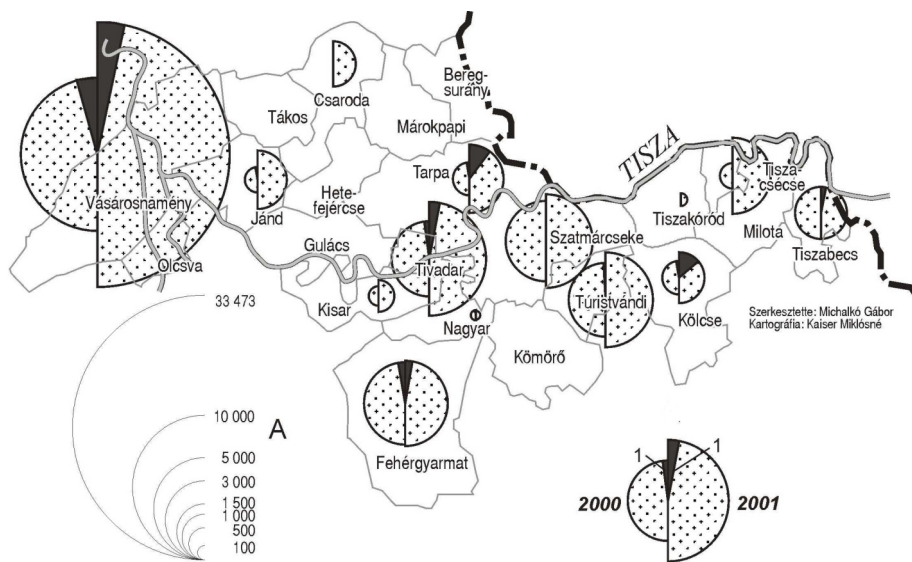 Bereg-
surány
Csaroda
Tákos
Márokpapi
TISZA
Tarpa
Tisza-
csécse
Hete-
fejércse
Vásárosnamény
Jánd
Tiszakóród
Milota
Szatmárcseke
Gulács
Tiszabecs
Olcsva
Tivadar
Kisar
Túristvándi
Kölcse
Nagyar
Kömörő
Fehérgyarmat
Szerkesztette: Michalkó Gábor
Kartográfia: Kaiser Miklósné
33 473
10 000
5 000
3 000
1 500
1 000
500
100
A
1
1
2000
2001